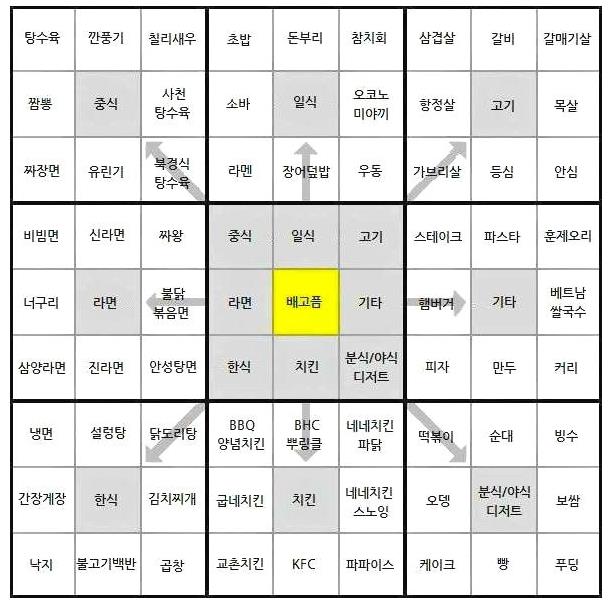 탕수육 깐풍기 칠리새우 초밥 돈부리 참치회 삼겹살 갈비 갈매기살
짬뽕 중식 사천 탕수육 소바 일식 오코노 미야끼 항정살 고기 목살
짜장면 유린기 북경식 탕수육 라멘 장어덮밥 우동 가브리살 등심 안심
비빔면 신라면 짜왕 중식 일식 고기 스테이크 파스타 훈제오리
너구리 라면 불닭 볶음면 라면 배고픔 기타 햄버거 기타 베트남 쌀국수
삼양라면 진라면 안성탕면 한식 치킨 분식/야식 디저트 피자 만두 커리
냉면 설렁탕 닭도리탕 BBQ 양념치킨 BHC 뿌링클 네네치킨 파닭 떡볶이 순대 빙수
간장게장 한식 김치찌개 굽네치킨 치킨 네네치킨 스노잉 오뎅 분식/야식 디저트 보쌈
낙지 불고기백반 곱창 교촌치킨 KFC 파파이스 케이크 빵 푸딩